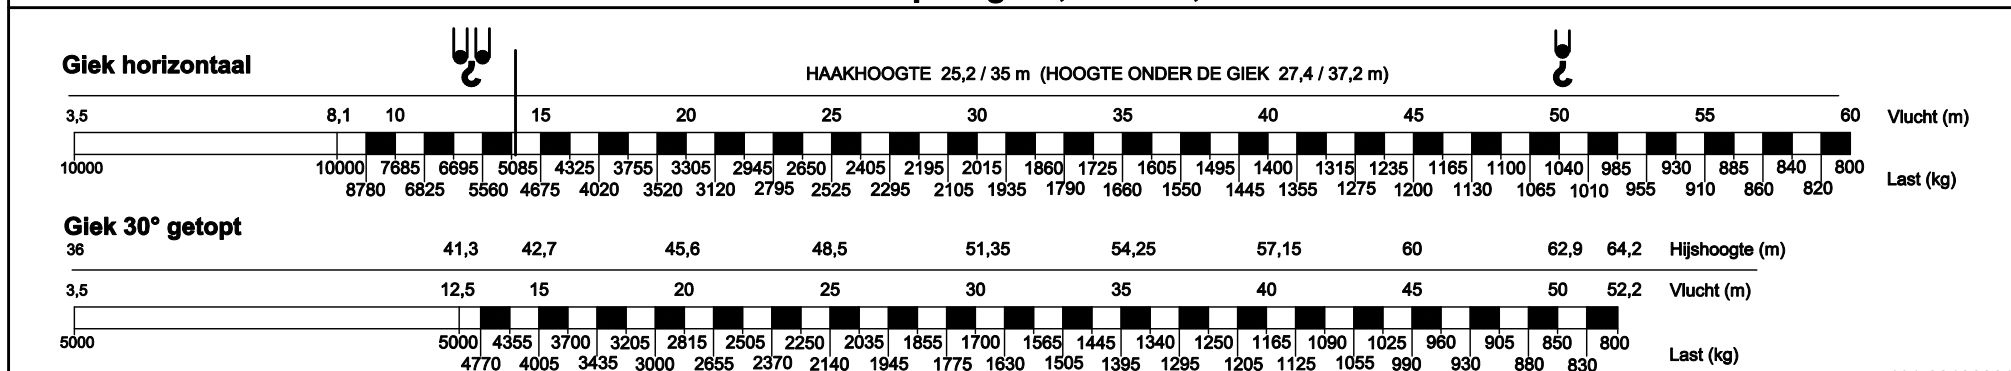 Giek horizontaal
HAAKHOOGTE 25,2 / 35 m (HOOGTE ONDER DE GIEK 27,4 / 37,2 m)
3,5 8,1 10 15 20 25 30 35 40 45 50 55 60 Vlucht (m)
10000 10000 7685 6695 5085 4325 3755 3305 2945 2650 2405 2195 2015 1860 1725 1605 1495 1400 1315 1235 1165 1100 1040 985 930 885 840 800
8780 6825 5560 4675 4020 3520 3120 2795 2525 2295 2105 1935 1790 1660 1550 1445 1355 1275 1200 1130 1065 1010 955 910 860 820 Last (kg)
Giek 30° getopt
36 41,3 42,7 45,6 48,5 51,35 54,25 57,15 60 62,9 64,2 Hijshoogte (m)
3,5 12,5 15 20 25 30 35 40 45 50 52,2 Vlucht (m)
5000 5000 4355 3700 3205 2815 2505 2250 2035 1855 1700 1565 1445 1340 1250 1165 1090 1025 960 905 850 800
4770 4005 3435 3000 2655 2370 2140 1945 1775 1630 1505 1395 1295 1205 1125 1055 990 930 880 830 Last (kg)